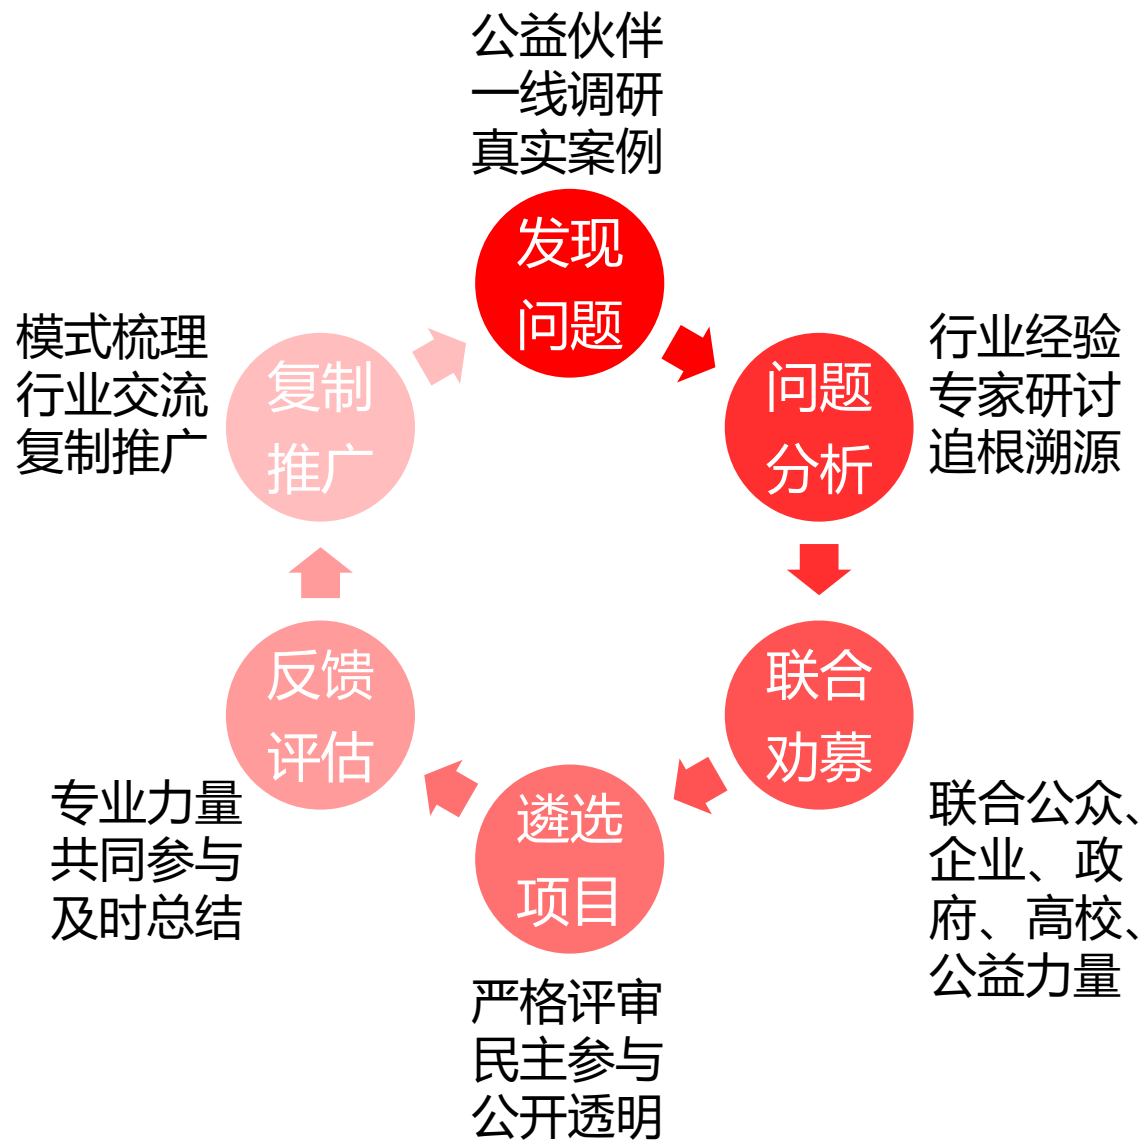 公益伙伴
一线调研
真实案例
发现
问题
行业经验
专家研讨
追根溯源
问题
分析
联合
劝募
联合公众、
企业、政
府、高校、
公益力量
遴选
项目
严格评审
民主参与
公开透明
反馈
评估
专业力量
共同参与
及时总结
复制
推广
模式梳理
行业交流
复制推广